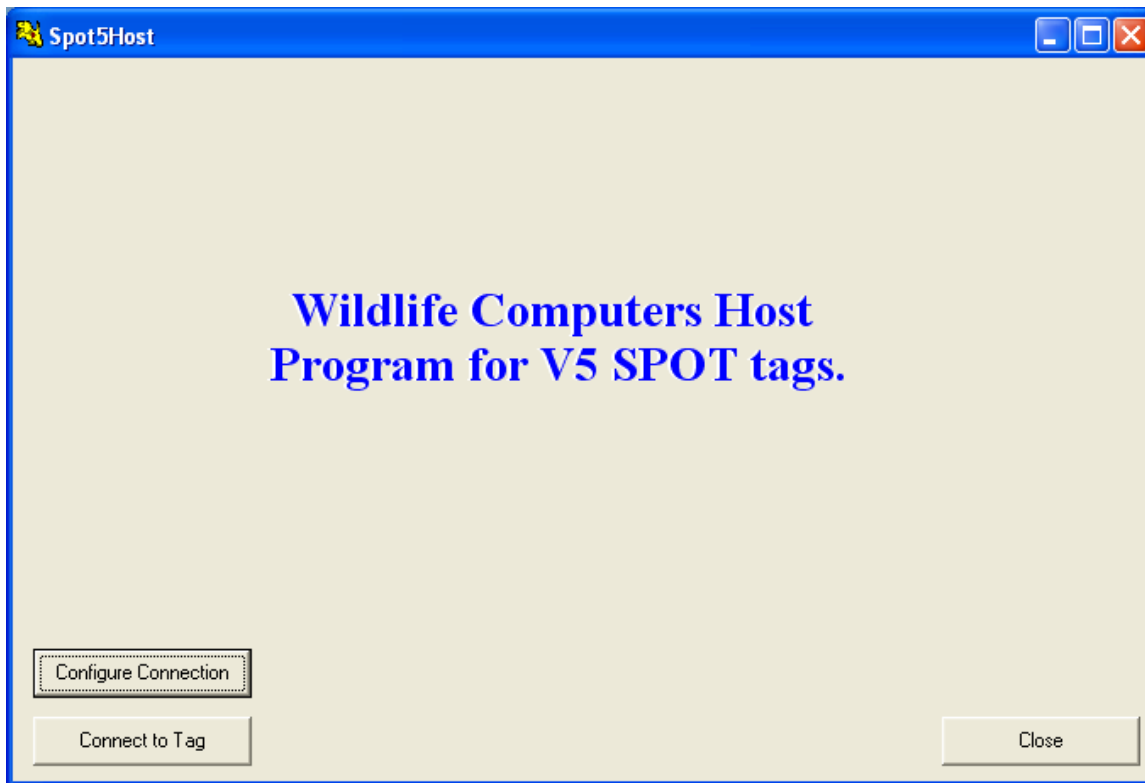 Spot5Host
Wildlife Computers Host
Program for V5 SPOT tags.
Configure Connection
Connect to Tag
Close